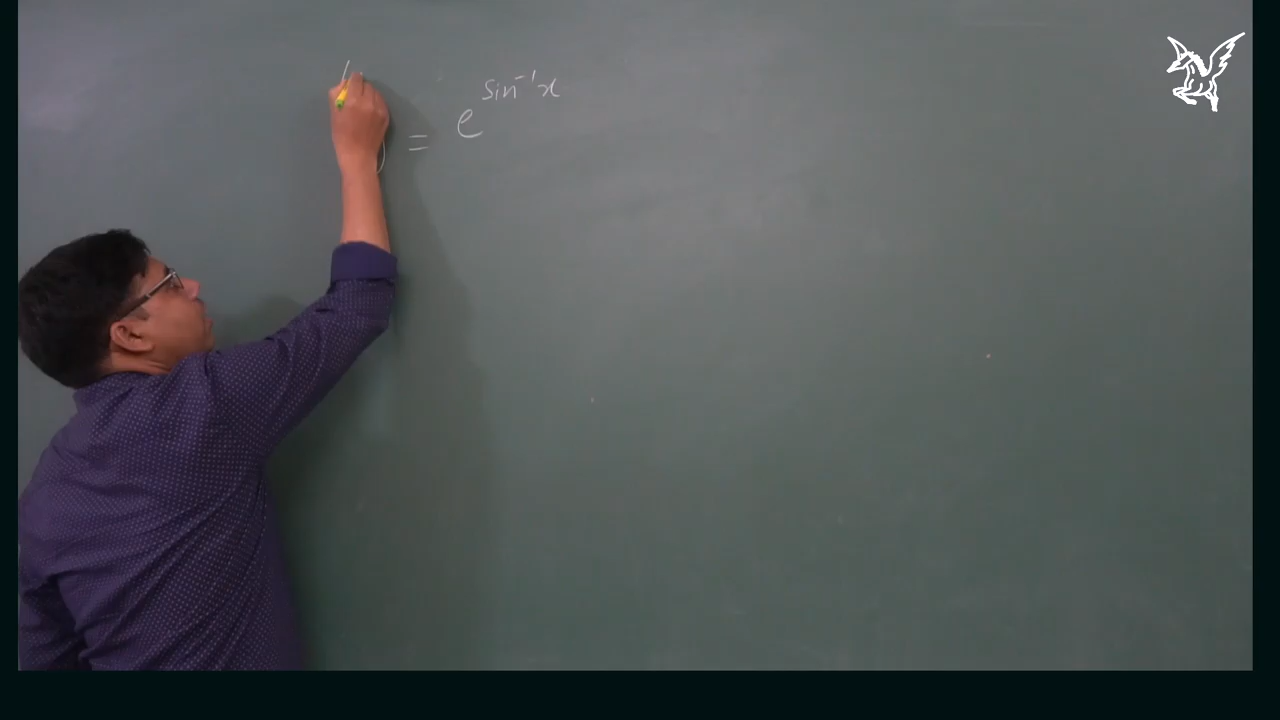 = e^{sin^{-1}x}